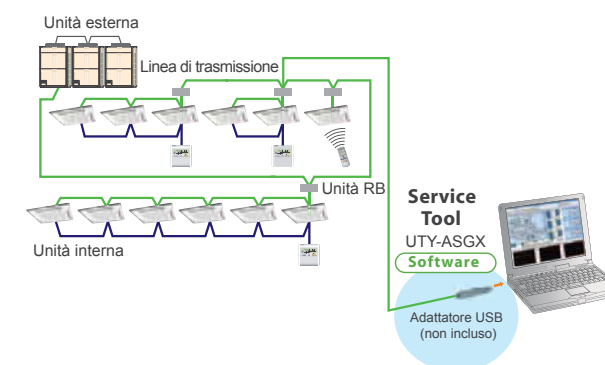 Unità esterna
Linea di trasmissione
Unità RB
Unità interna
Service
Tool
UTY-ASGX
Software
Adattatore USB
(non incluso)